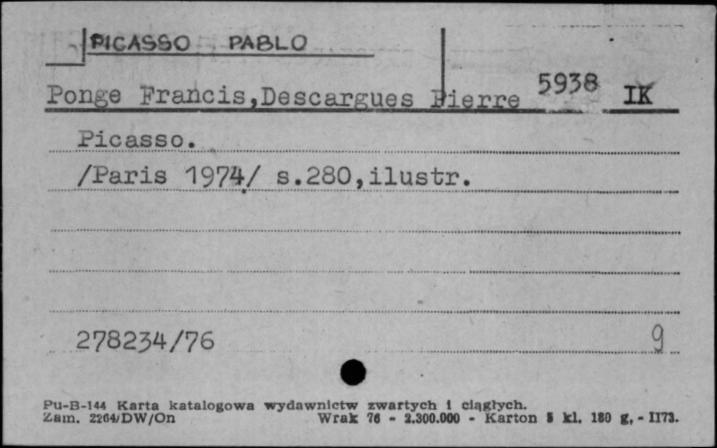 PICASSO , PABLO
Ponge Francis,Descargues Pierre 5938 IK
Picasso.
/Paris 1974/ s.280,ilustr.
278234/76 9
Pu-B-144 Karta katalogowa wydawnictw zwartych i ciągłych.
Zam. 2264/DW/On Wrak 76 - 2.300.000 - Karton 5 kl. 180 g. - II73.